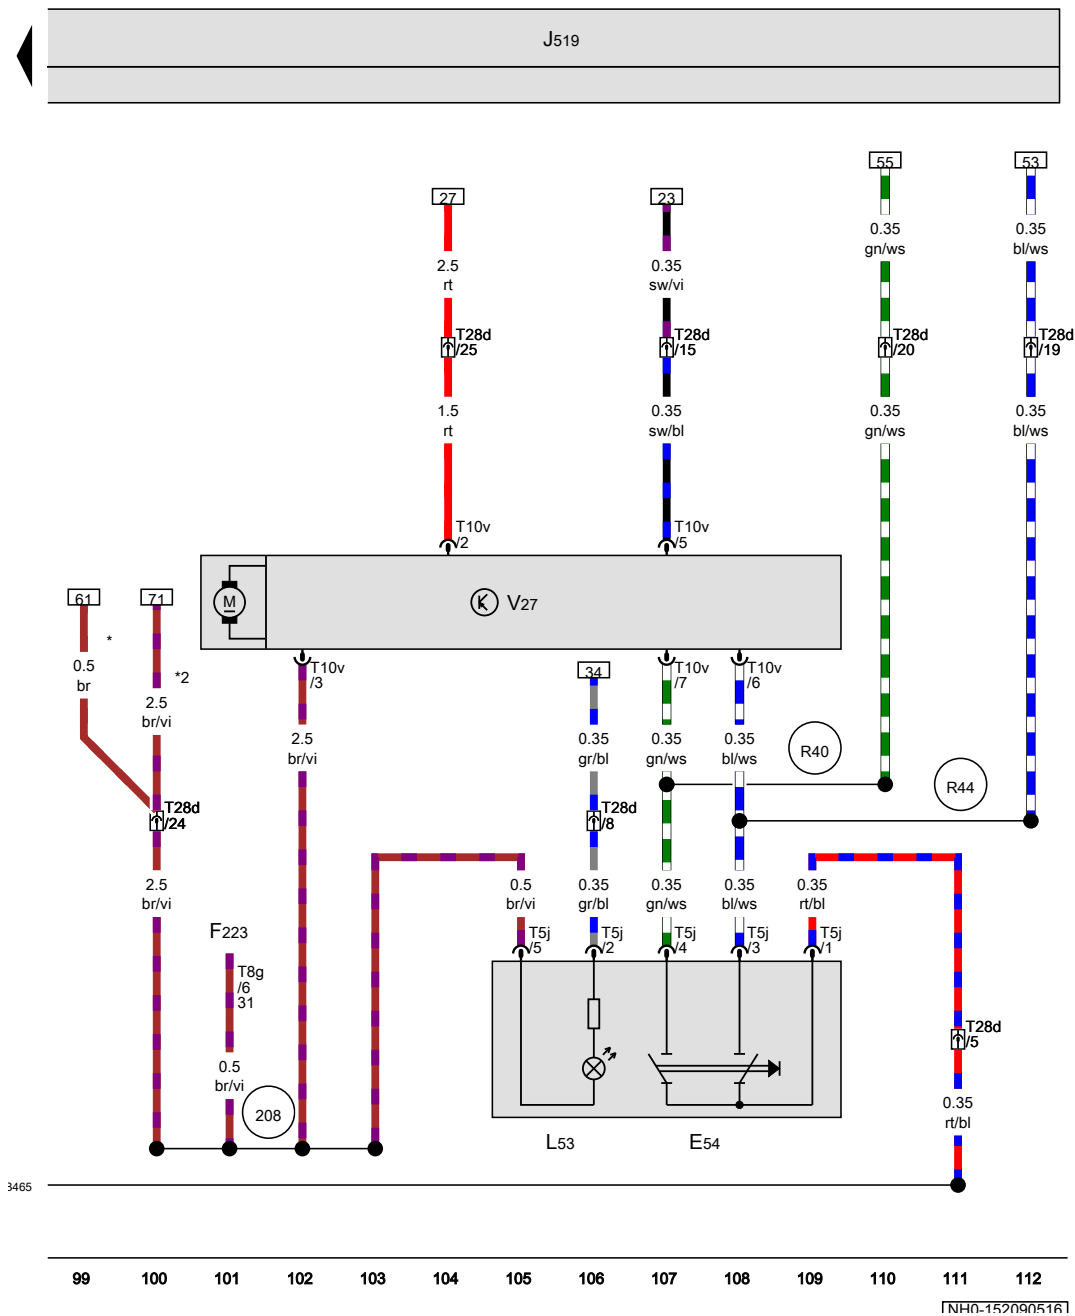 J519
55
53
27
23
0.35
gn/ws
0.35
bl/ws
2.5
rt
0.35
sw/vi
T28d
/25
T28d
/15
T28d
/20
T28d
/19
1.5
rt
0.35
sw/bl
0.35
gn/ws
0.35
bl/ws
T10v
/2
T10v
/5
61
71
M
V27
*
*2
0.5
br
2.5
br/vi
T10v
/3
34
T10v
/7
T10v
/6
2.5
br/vi
0.35
gr/bl
0.35
gn/ws
0.35
bl/ws
R40
R44
T28d
/24
T28d
/8
2.5
br/vi
0.5
br/vi
0.35
gr/bl
0.35
gn/ws
0.35
bl/ws
0.35
rt/bl
F223
T5j
/5
T5j
/2
T5j
/4
T5j
/3
T5j
/1
T8g
/6
31
T28d
/5
0.5
br/vi
208
0.35
rt/bl
L53
E54
3465
99 100 101 102 103 104 105 106 107 108 109 110 111 112
NH0-152090516